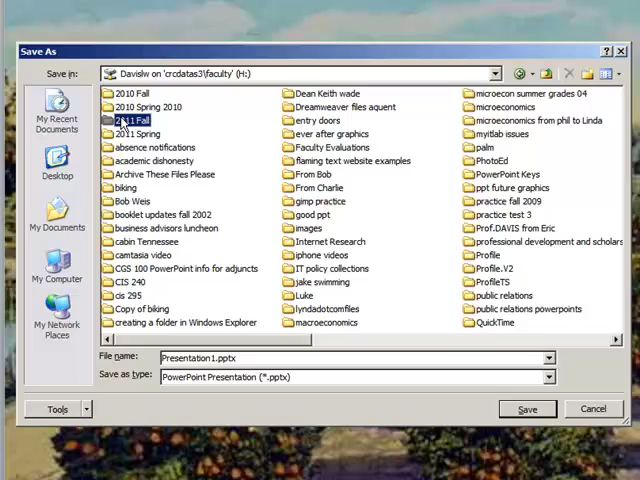 Save As
Save in: Davislw on 'crcdatas3\faculty' (H:)
My Recent Documents
Desktop
My Documents
My Computer
My Network Places
2010 Fall
2010 Spring 2010
2011 Fall
2011 Spring
absence notifications
academic dishonesty
Archive These Files Please
biking
Bob Weis
booklet updates fall 2002
business advisors luncheon
cabin Tennessee
camtasia video
CGS 100 PowerPoint info for adjuncts
CIS 240
cis 295
Copy of biking
creating a folder in Windows Explorer
Dean Keith wade
Dreamweaver files aquent
entry doors
ever after graphics
Faculty Evaluations
flaming text website examples
From Bob
From Charlie
gimp practice
good ppt
images
Internet Research
iphone videos
IT policy collections
jake swimming
Luke
lyndadotcomfiles
macroeconomics
microecon summer grades 04
microeconomics
microeconomics from phil to Linda
myitlab issues
palm
PhotoEd
PowerPoint Keys
ppt future graphics
practice fall 2009
practice test 3
Prof.DAVIS from Eric
professional development and scholars
Profile
Profile.V2
ProfileTS
public relations
public relations powerpoints
QuickTime
File name: Presentation1.pptx
Save as type: PowerPoint Presentation (*.pptx)
Tools
Save
Cancel